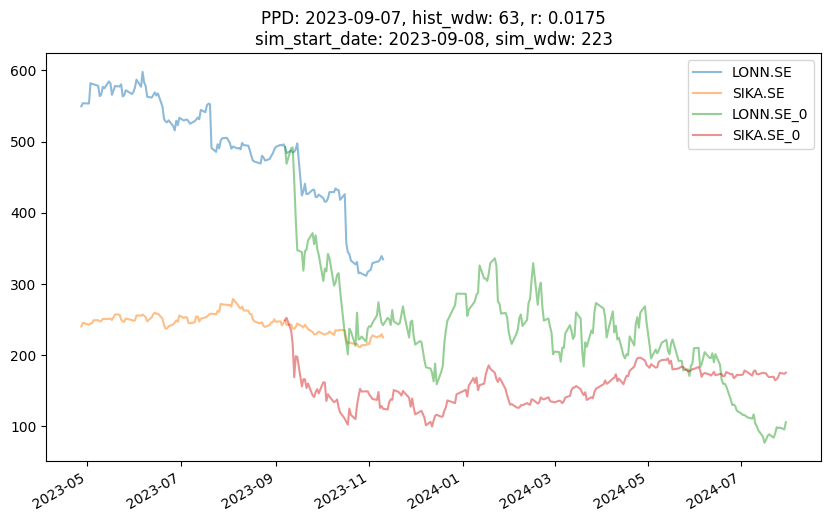 PPD: 2023-09-07, hist_wdw: 63, r: 0.0175
sim_start_date: 2023-09-08, sim_wdw: 223
LONN.SE
SIKA.SE
LONN.SE_0
SIKA.SE_0
600
500
400
300
200
100
2023-05
2023-07
2023-09
2023-11
2024-01
2024-03
2024-05
2024-07